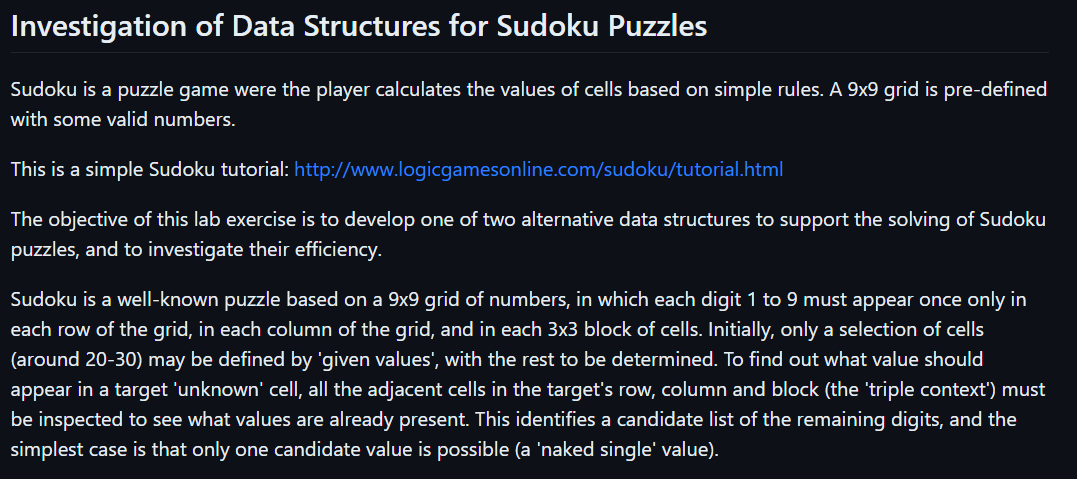 Investigation of Data Structures for Sudoku Puzzles
Sudoku is a puzzle game were the player calculates the values of cells based on simple rules. A 9x9 grid is pre-defined
with some valid numbers.
This is a simple Sudoku tutorial: http://www.logicgamesonline.com/sudoku/tutorial.html
The objective of this lab exercise is to develop one of two alternative data structures to support the solving of Sudoku
puzzles, and to investigate their efficiency.
Sudoku is a well-known puzzle based on a 9x9 grid of numbers, in which each digit 1 to 9 must appear once only in
each row of the grid, in each column of the grid, and in each 3x3 block of cells. Initially, only a selection of cells
(around 20-30) may be defined by 'given values', with the rest to be determined. To find out what value should
appear in a target 'unknown' cell, all the adjacent cells in the target's row, column and block (the 'triple context') must
be inspected to see what values are already present. This identifies a candidate list of the remaining digits, and the
simplest case is that only one candidate value is possible (a 'naked single' value).